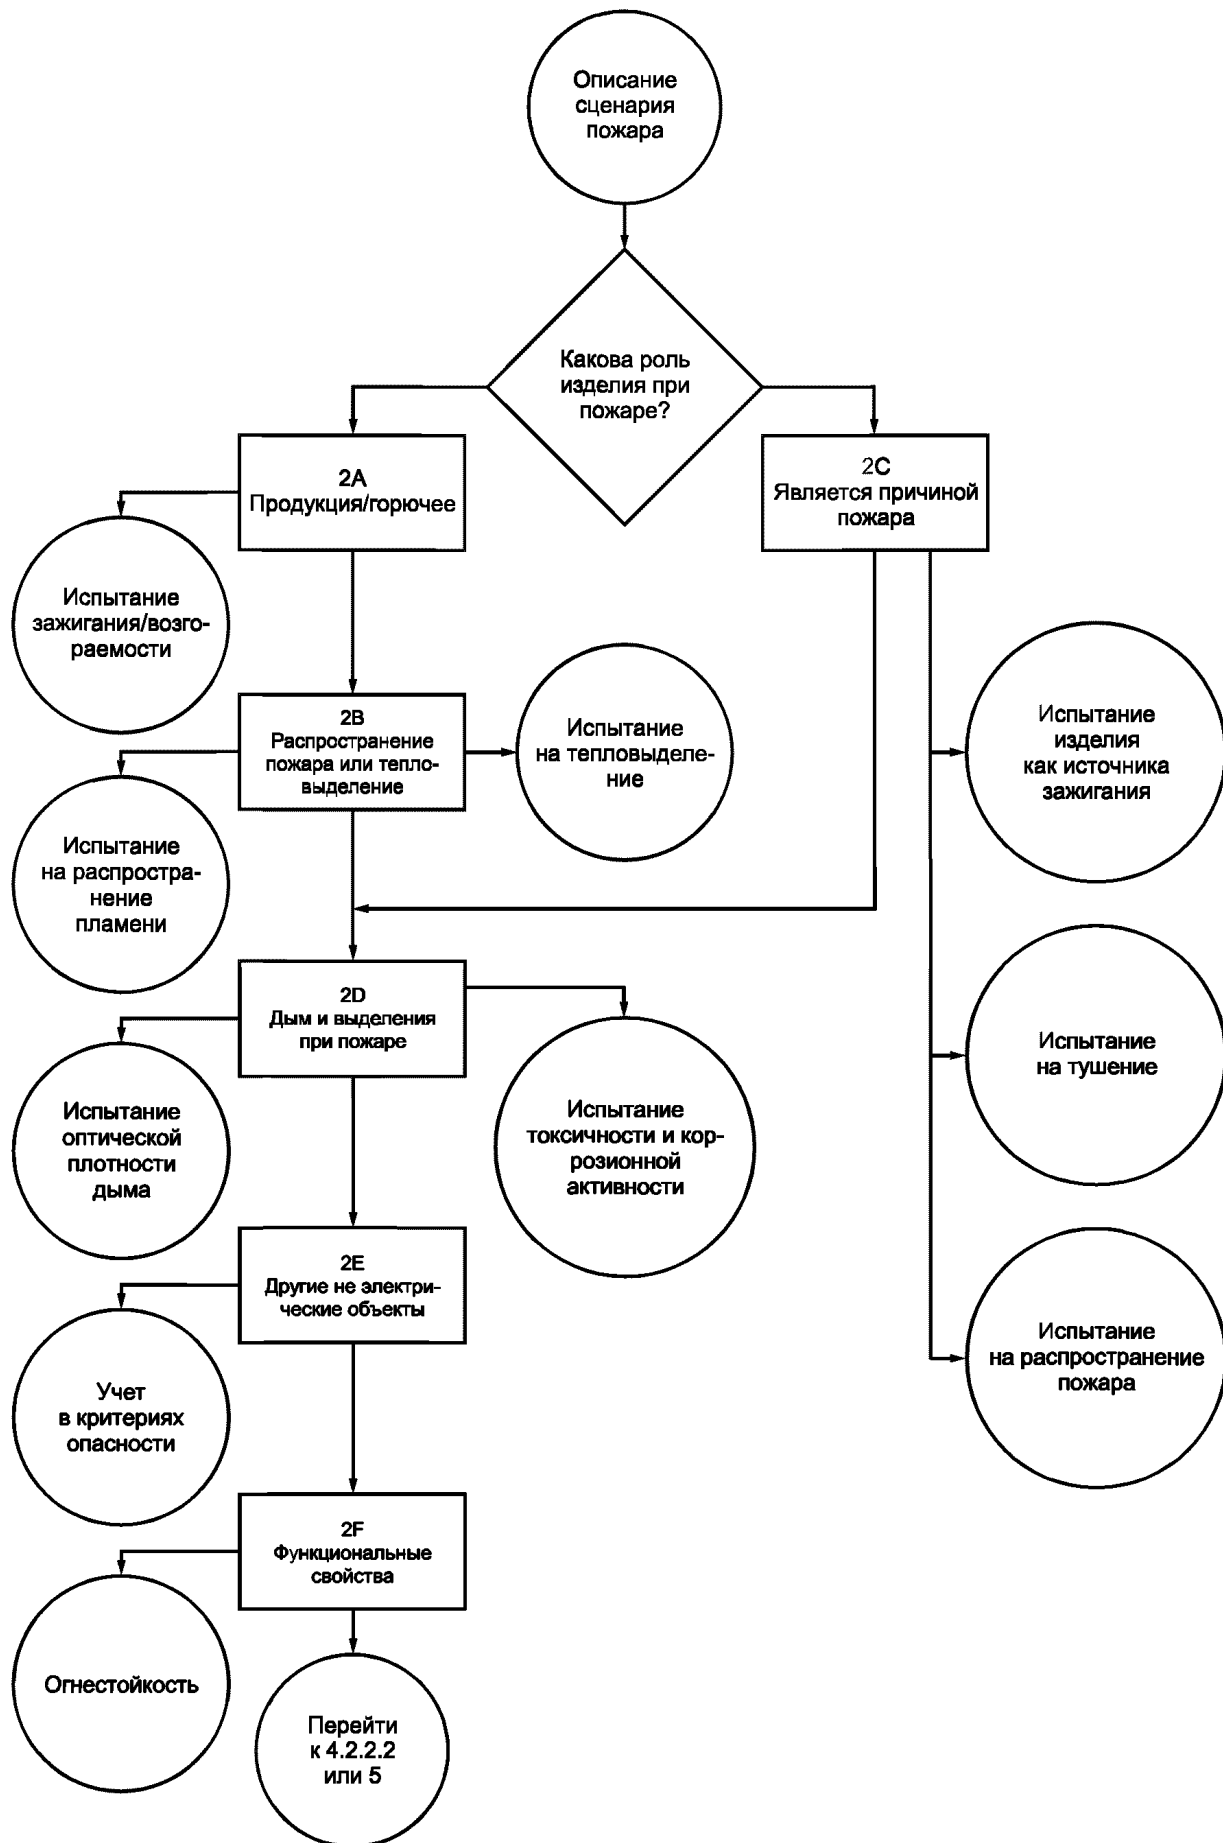 Описание
сценария
пожара
Какова роль
изделия при
пожаре?
2A
Продукция/горючее
2C
Является причиной
пожара
Испытание
зажигания/возго-
раемости
2B
Распространение
пожара или тепло-
выделение
Испытание
на тепловыделе-
ние
Испытание
изделия
как источника
зажигания
Испытание
на распростра-
нение
пламени
2D
Дым и выделения
при пожаре
Испытание
на тушение
Испытание
оптической
плотности
дыма
Испытание
токсичности и кор-
розионной
активности
2E
Другие не электри-
ческие объекты
Испытание
на распространение
пожара
Учет
в критериях
опасности
2F
Функциональные
свойства
Огнестойкость
Перейти
к 4.2.2.2
или 5